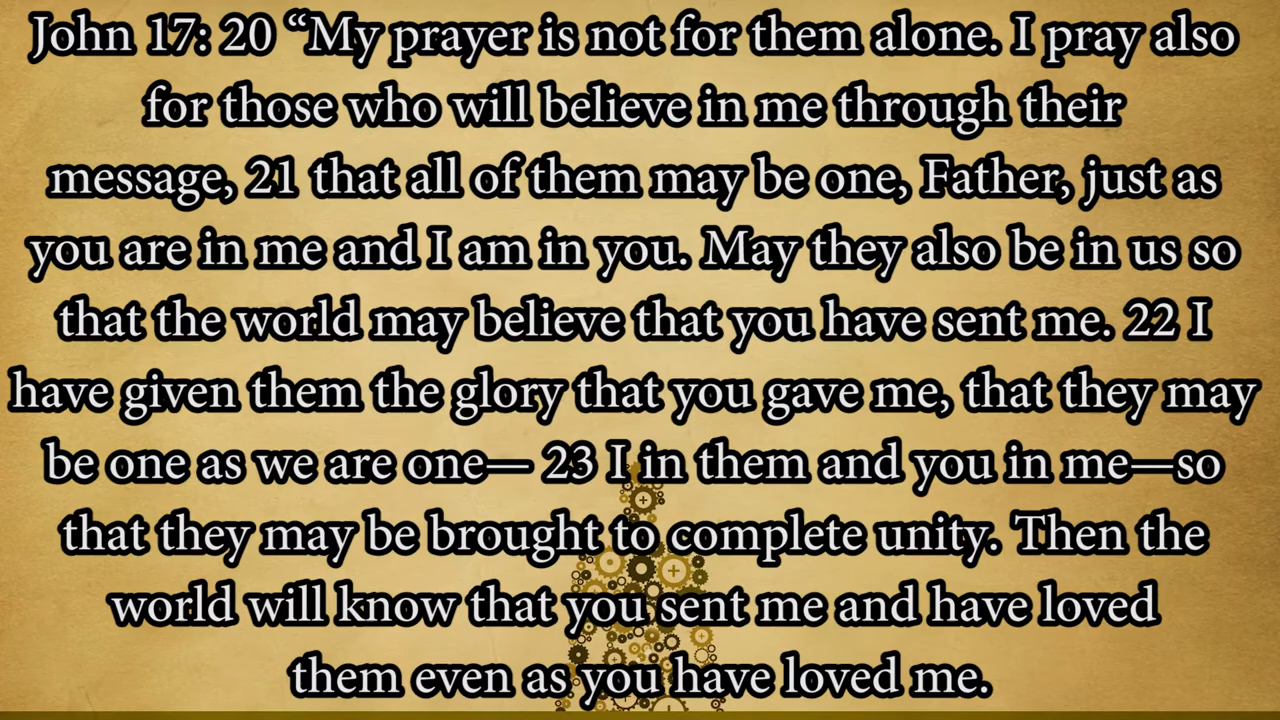 John 17: 20 “My prayer is not for them alone. I pray also
for those who will believe in me through their
message, 21 that all of them may be one, Father, just as
you are in me and I am in you. May they also be in us so
that the world may believe that you have sent me. 22 I
have given them the glory that you gave me, that they may
be one as we are one— 23 I in them and you in me—so
that they may be brought to complete unity. Then the
world will know that you sent me and have loved
them even as you have loved me.